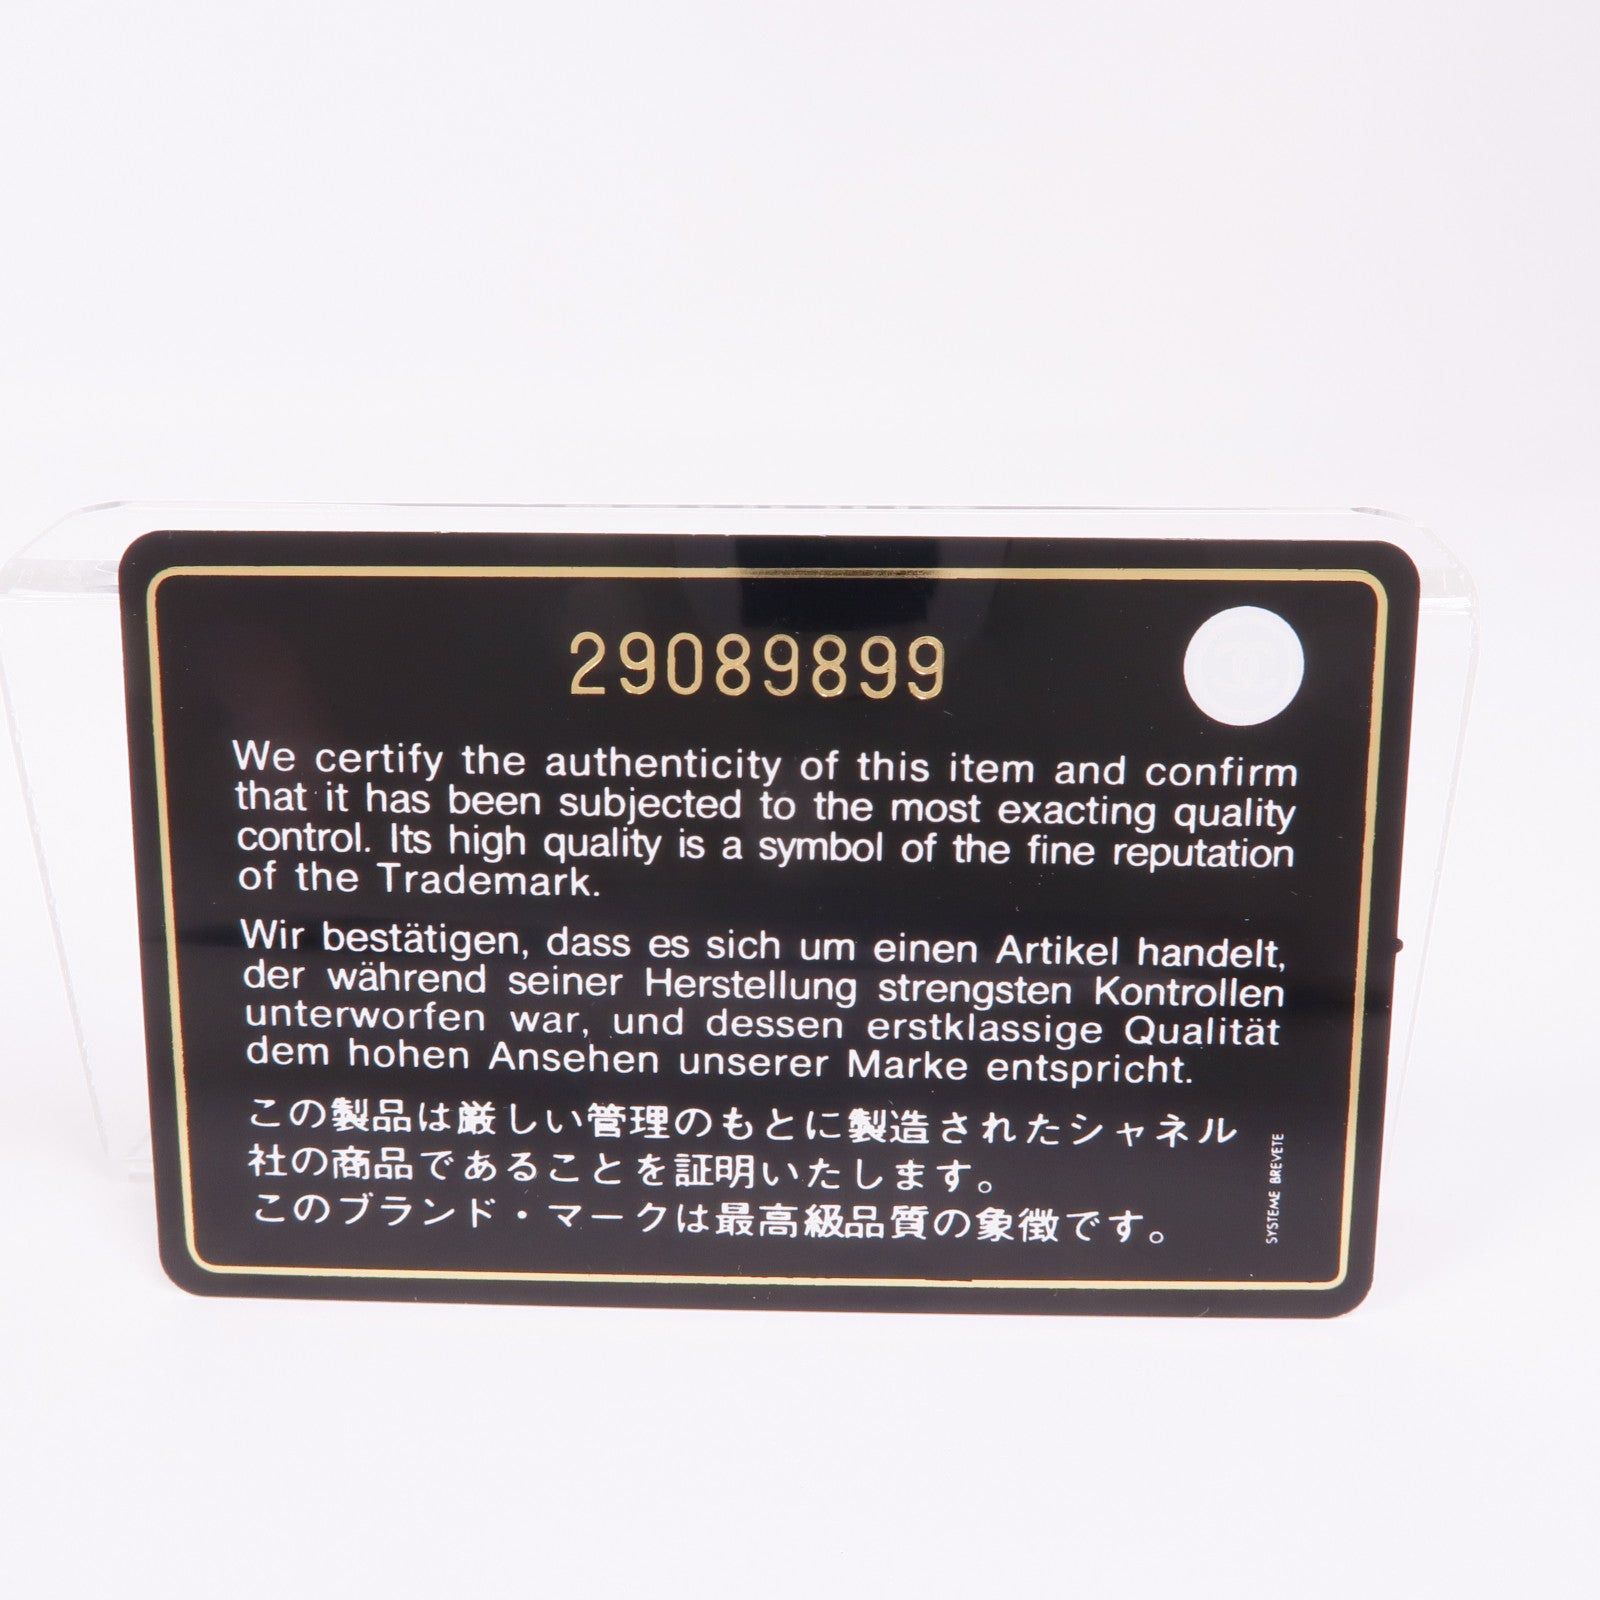 29089899
We certify the authenticity of this item and confirm
that it has been subjected to the most exacting quality
control. Its high quality is a symbol of the fine reputation
of the Trademark.
Wir bestätigen, dass es sich um einen Artikel handelt,
der während seiner Herstellung strengsten Kontrollen
unterworfen war, und dessen erstklassige Qualität
dem hohen Ansehen unserer Marke entspricht.
この製品は厳しい管理のもとに製造されたシャネル
社の商品であることを証明いたします。
このブランド・マークは最高級品質の象徴です。
SYSTEME BREVETE